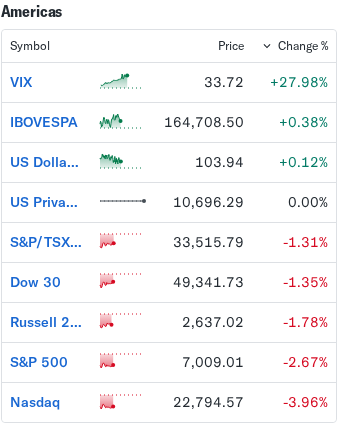 Americas
Symbol Price Change %
VIX 33.72 +27.98%
IBOVESPA 164,708.50 +0.38%
US Dolla... 103.94 +0.12%
US Priva... 10,696.29 0.00%
S&P/TSX... 33,515.79 -1.31%
Dow 30 49,341.73 -1.35%
Russell 2... 2,637.02 -1.78%
S&P 500 7,009.01 -2.67%
Nasdaq 22,794.57 -3.96%